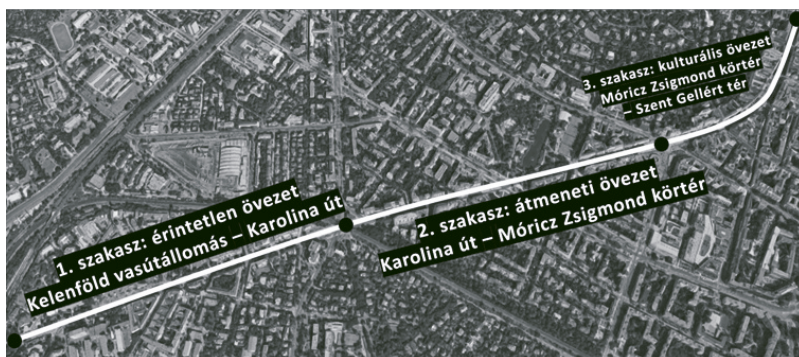 1. szakasz: érintetlen övezet
Kelenföld vasútállomás – Karolina út
2. szakasz: átmeneti övezet
Karolina út – Móricz Zsigmond körtér
3. szakasz: kulturális övezet
Móricz Zsigmond körtér
– Szent Gellért tér